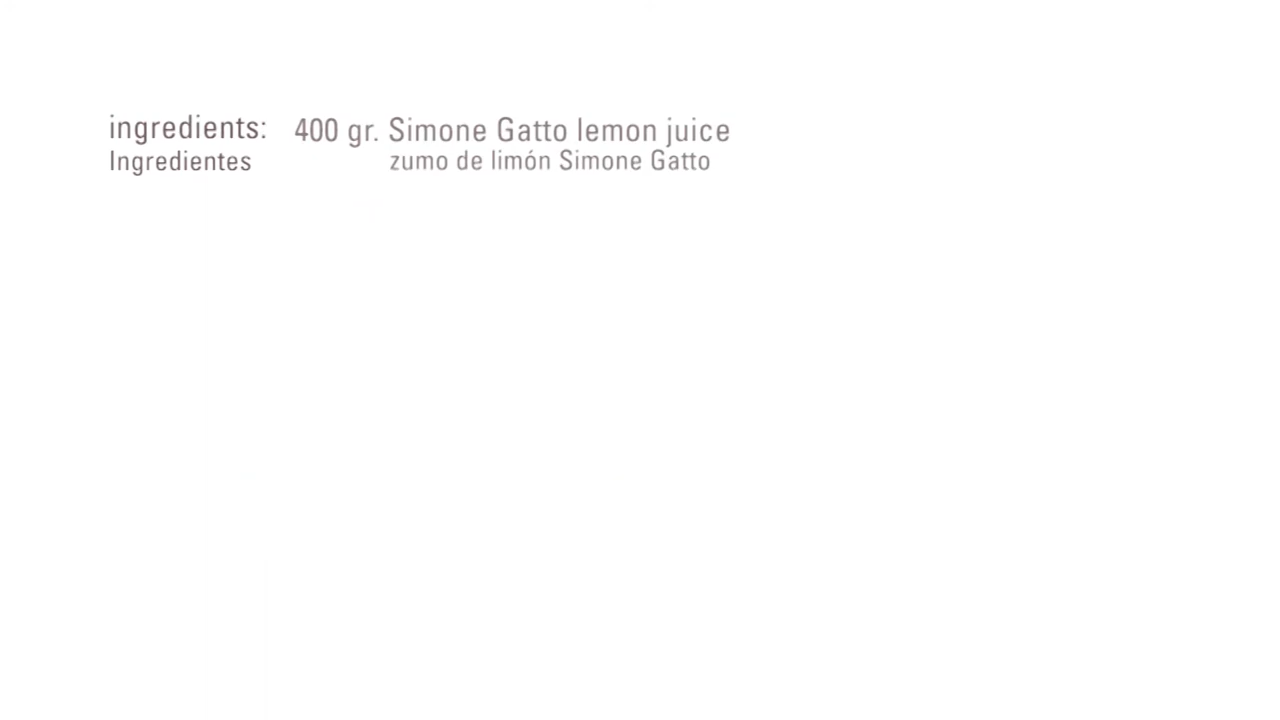 ingredients: 400 gr. Simone Gatto lemon juice
Ingredientes zumo de limón Simone Gatto